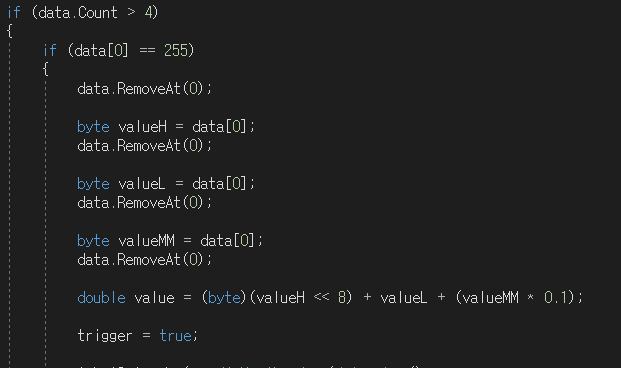 if (data.Count > 4)
{
if (data[0] == 255)
{
data.RemoveAt(0);
byte valueH = data[0];
data.RemoveAt(0);
byte valueL = data[0];
data.RemoveAt(0);
byte valueMM = data[0];
data.RemoveAt(0);
double value = (byte)(valueH << 8) + valueL + (valueMM * 0.1);
trigger = true;